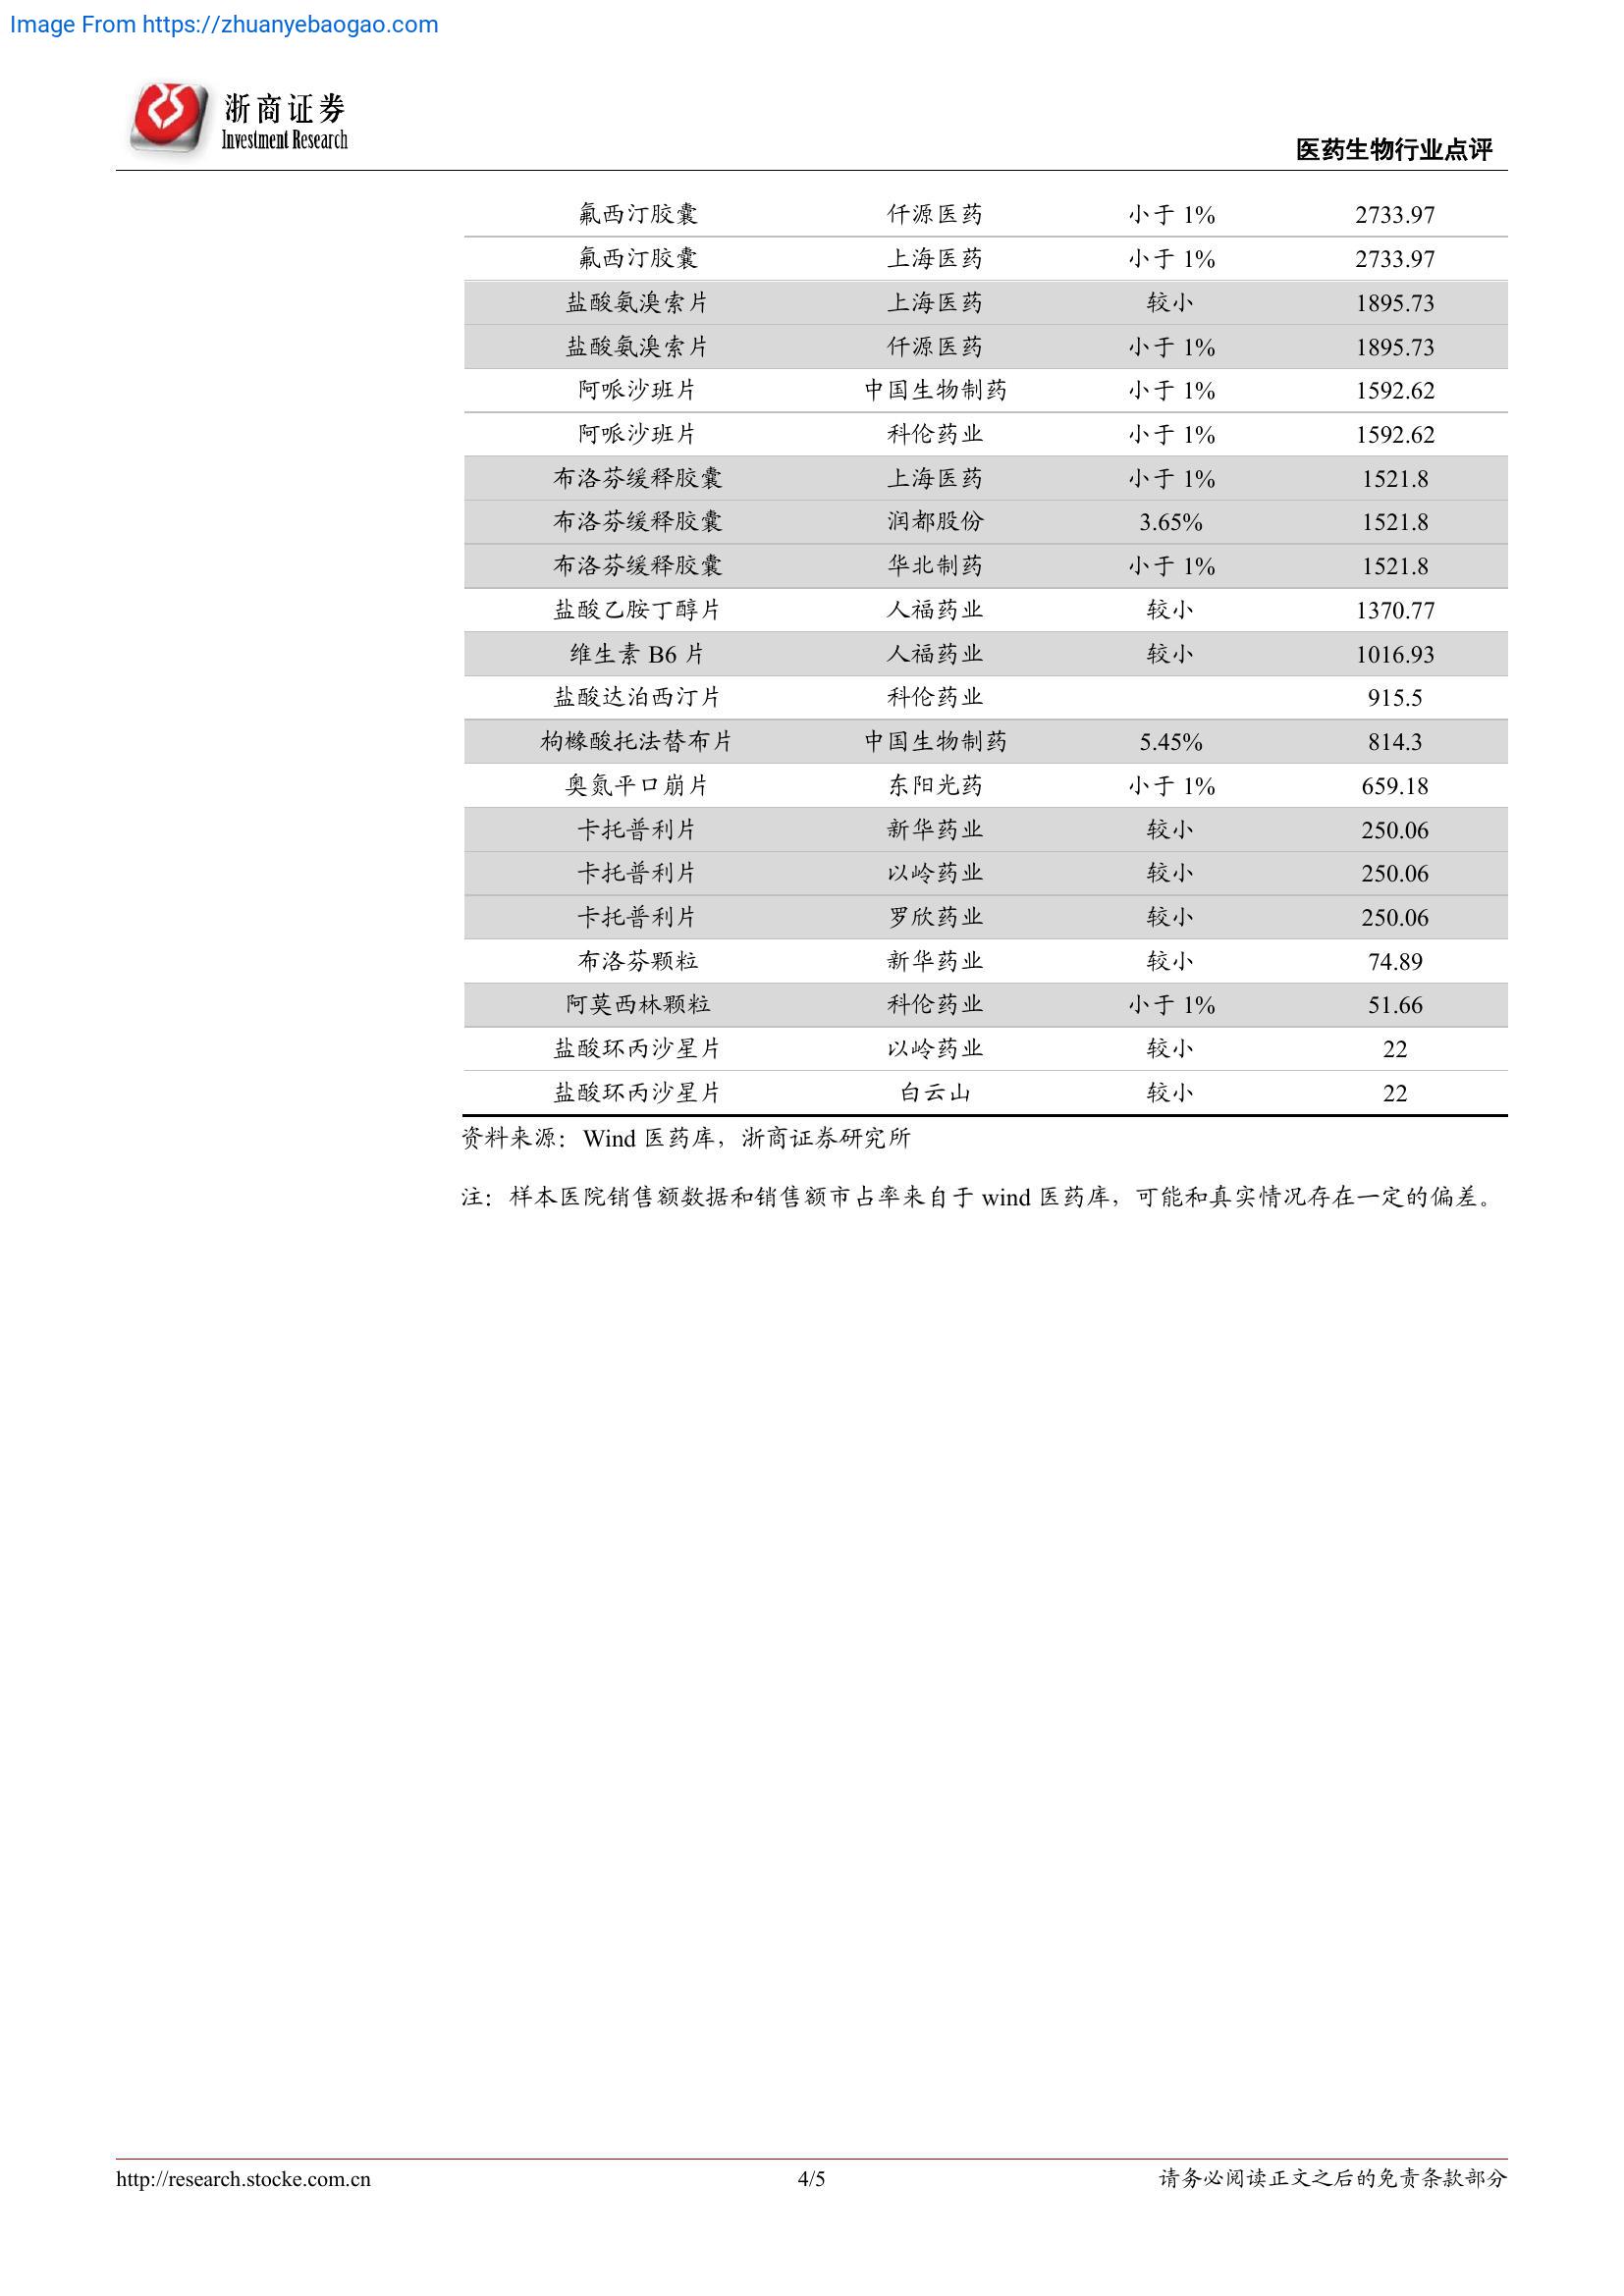 Image From https://zhuanyebaogao.com
浙商证券
Investment Research
医药生物行业点评
氟西汀胶囊 仟源医药 小于 1% 2733.97
氟西汀胶囊 上海医药 小于 1% 2733.97
盐酸氨溴索片 上海医药 较小 1895.73
盐酸氨溴索片 仟源医药 小于 1% 1895.73
阿哌沙班片 中国生物制药 小于 1% 1592.62
阿哌沙班片 科伦药业 小于 1% 1592.62
布洛芬缓释胶囊 上海医药 小于 1% 1521.8
布洛芬缓释胶囊 润都股份 3.65% 1521.8
布洛芬缓释胶囊 华北制药 小于 1% 1521.8
盐酸乙胺丁醇片 人福药业 较小 1370.77
维生素 B6 片 人福药业 较小 1016.93
盐酸达泊西汀片 科伦药业 915.5
枸橼酸托法替布片 中国生物制药 5.45% 814.3
奥氮平口崩片 东阳光药 小于 1% 659.18
卡托普利片 新华药业 较小 250.06
卡托普利片 以岭药业 较小 250.06
卡托普利片 罗欣药业 较小 250.06
布洛芬颗粒 新华药业 较小 74.89
阿莫西林颗粒 科伦药业 小于 1% 51.66
盐酸环丙沙星片 以岭药业 较小 22
盐酸环丙沙星片 白云山 较小 22
资料来源：Wind 医药库，浙商证券研究所
注：样本医院销售额数据和销售额市占率来自于 wind 医药库，可能和真实情况存在一定的偏差。
http://research.stocke.com.cn 4/5 请务必阅读正文之后的免责条款部分